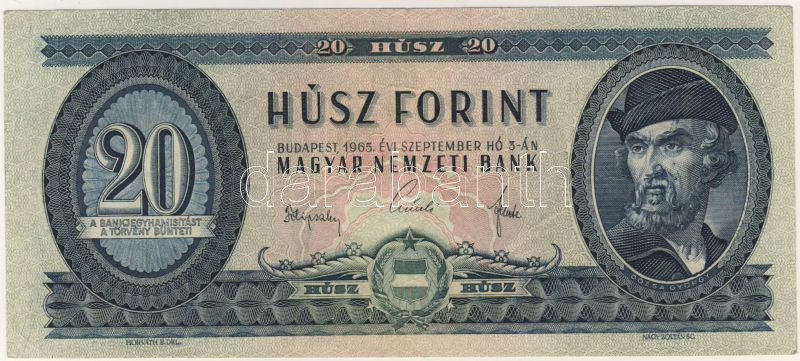 20 HÚSZ 20
HÚSZ FORINT
BUDAPEST, 1965. ÉVI SZEPTEMBER HÓ 3-ÁN
MAGYAR NEMZETI BANK
20
A BANKJEGYHAMISÍTÁST
A TÖRVÉNY BÜNTETI
darabanth
DÓZSA GYÖRGY
HÚSZ HÚSZ
HORVÁTH E. DEL. NAGY ZOLTÁN SC.